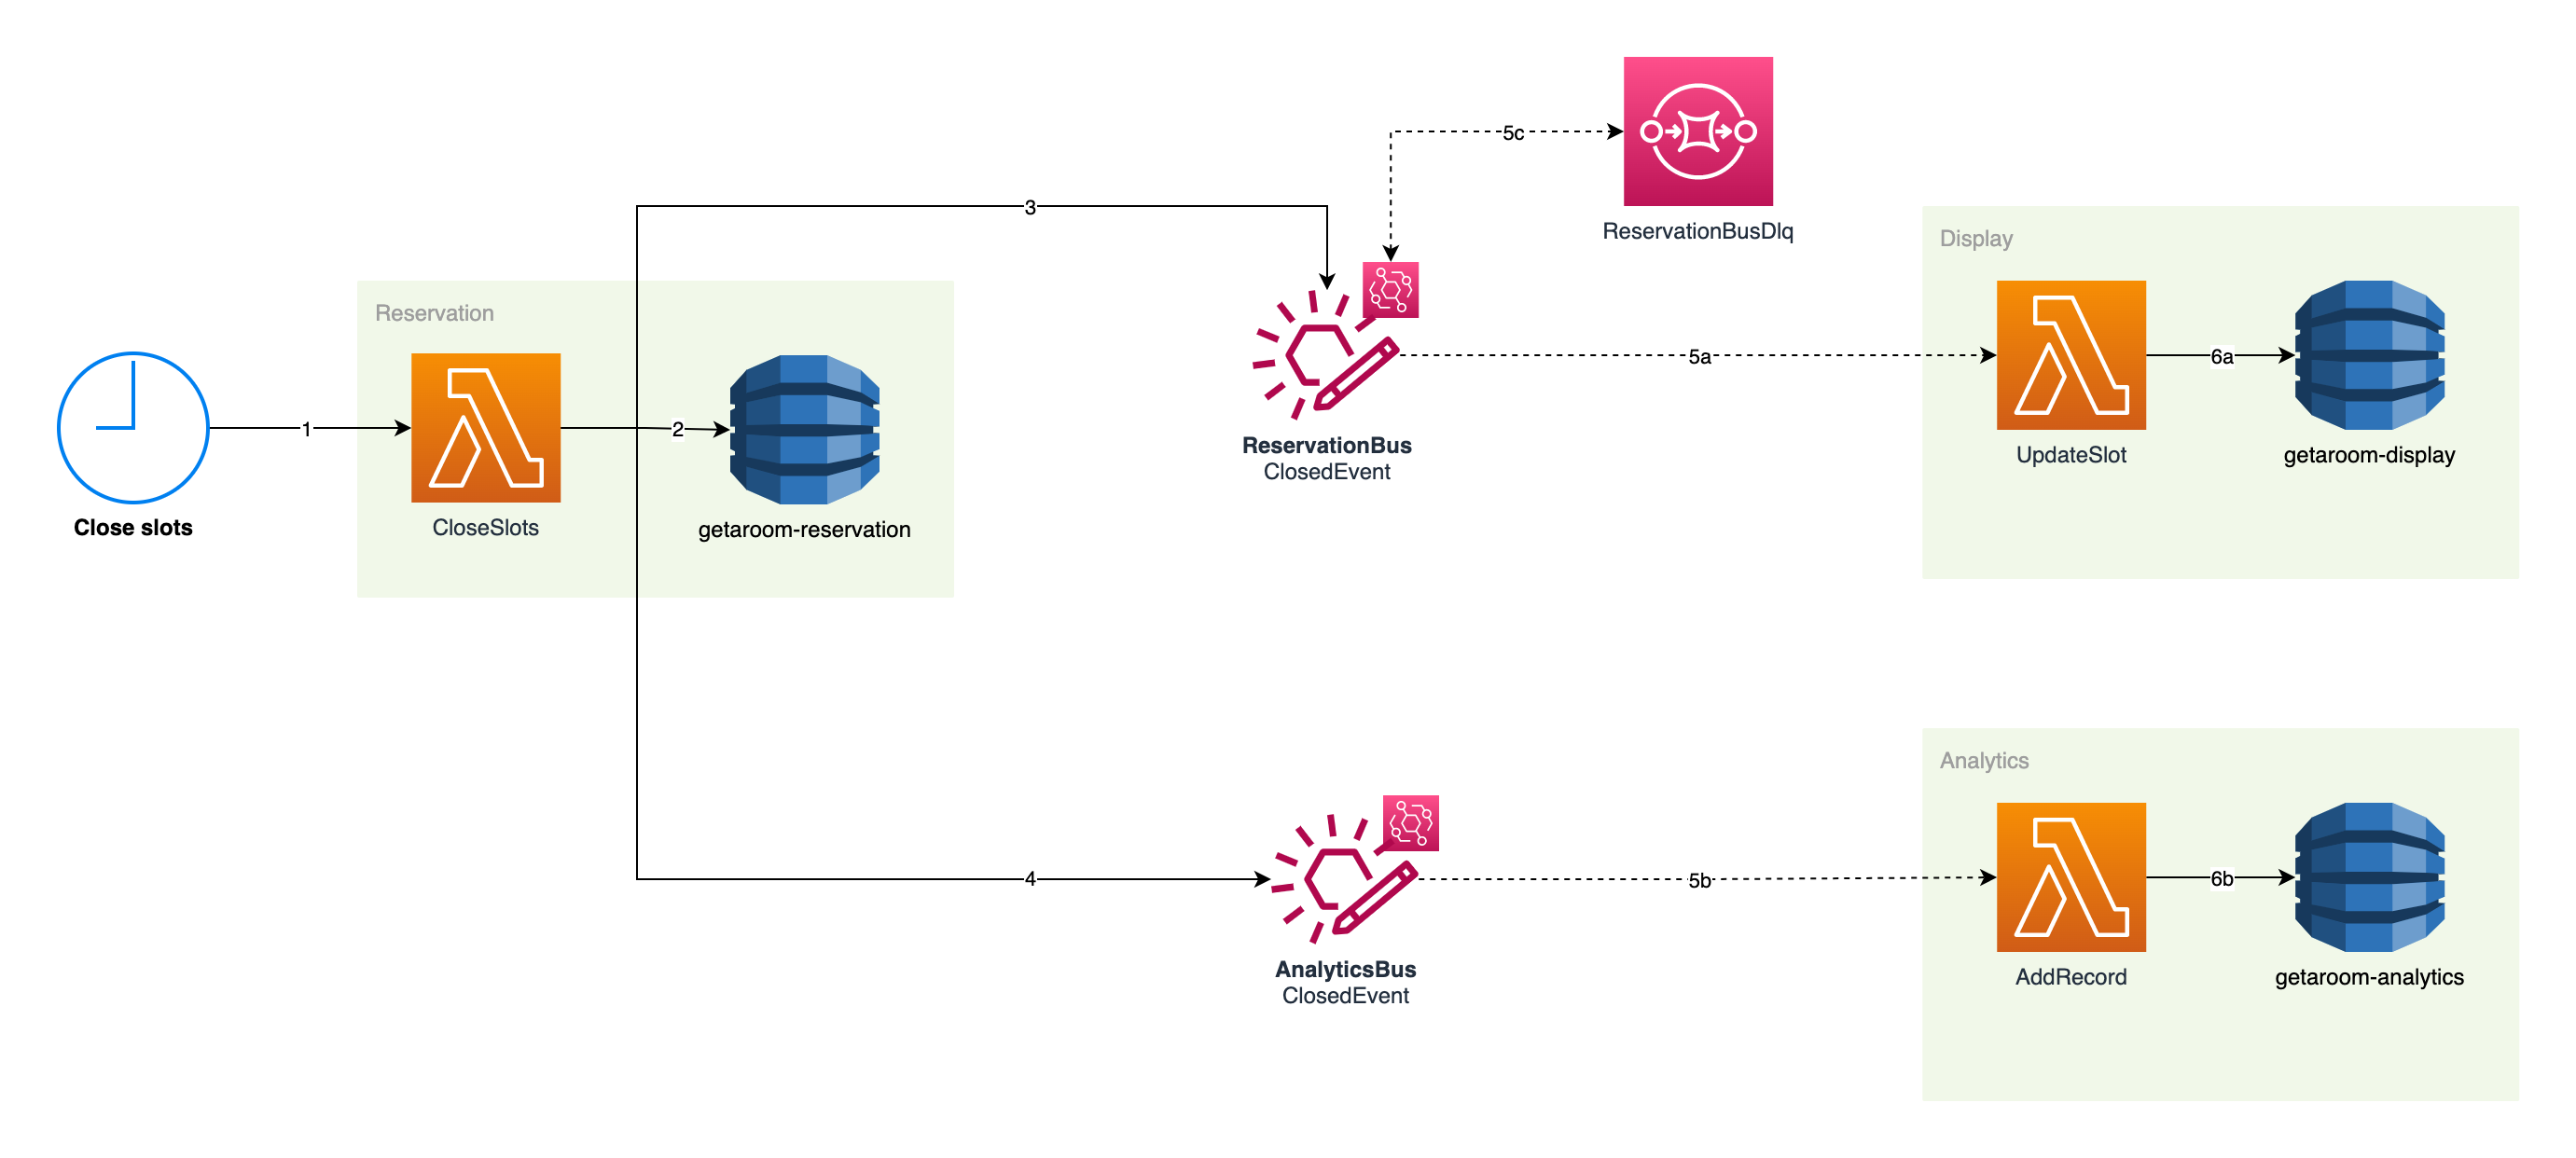 5c
ReservationBusDlq
3
Display
Reservation
5a
6a
1
2
ReservationBus
ClosedEvent
UpdateSlot
getaroom-display
Close slots
CloseSlots
getaroom-reservation
Analytics
4
5b
6b
AnalyticsBus
ClosedEvent
AddRecord
getaroom-analytics